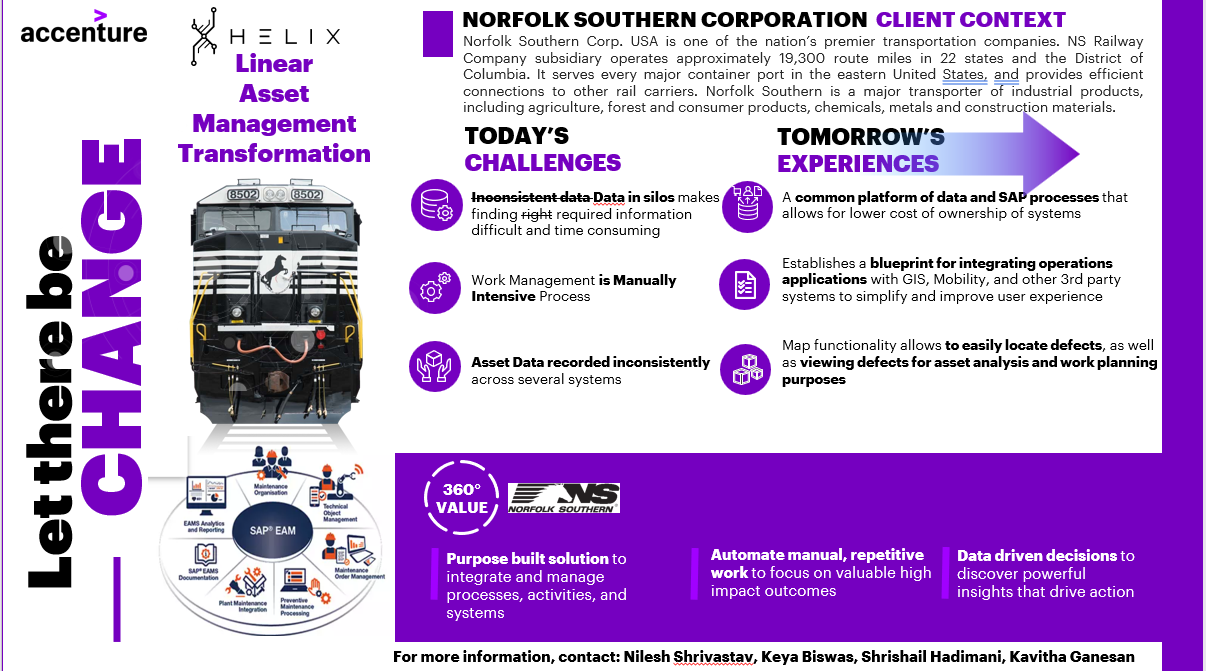 accenture
HELIX
Linear
Asset
Management
Transformation
Let there be
CHANGE
8502 8502
NORFOLK SOUTHERN CORPORATION CLIENT CONTEXT
Norfolk Southern Corp. USA is one of the nation's premier transportation companies. NS Railway
Company subsidiary operates approximately 19,300 route miles in 22 states and the District of
Columbia. It serves every major container port in the eastern United States, and provides efficient
connections to other rail carriers. Norfolk Southern is a major transporter of industrial products,
including agriculture, forest and consumer products, chemicals, metals and construction materials.
TODAY'S
CHALLENGES
Inconsistent data Data in silos makes
finding right required information
difficult and time consuming
Work Management is Manually
Intensive Process
Asset Data recorded inconsistently
across several systems
TOMORROW'S
EXPERIENCES
A common platform of data and SAP processes that
allows for lower cost of ownership of systems
Establishes a blueprint for integrating operations
applications with GIS, Mobility, and other 3rd party
systems to simplify and improve user experience
Map functionality allows to easily locate defects, as well
as viewing defects for asset analysis and work planning
purposes
SAP® EAM
Maintenance
Organisation
Technical
Object
Management
Maintenance
Order Management
Preventive
Maintenance
Processing
Plant Maintenance
Integration
SAP® EAMS
Documentation
EAMS Analytics
and Reporting
360°
VALUE
NS
NORFOLK SOUTHERN
Purpose built solution to
integrate and manage
processes, activities, and
systems
Automate manual, repetitive
work to focus on valuable high
impact outcomes
Data driven decisions to
discover powerful
insights that drive action
For more information, contact: Nilesh Shrivastav, Keya Biswas, Shrishail Hadimani, Kavitha Ganesan